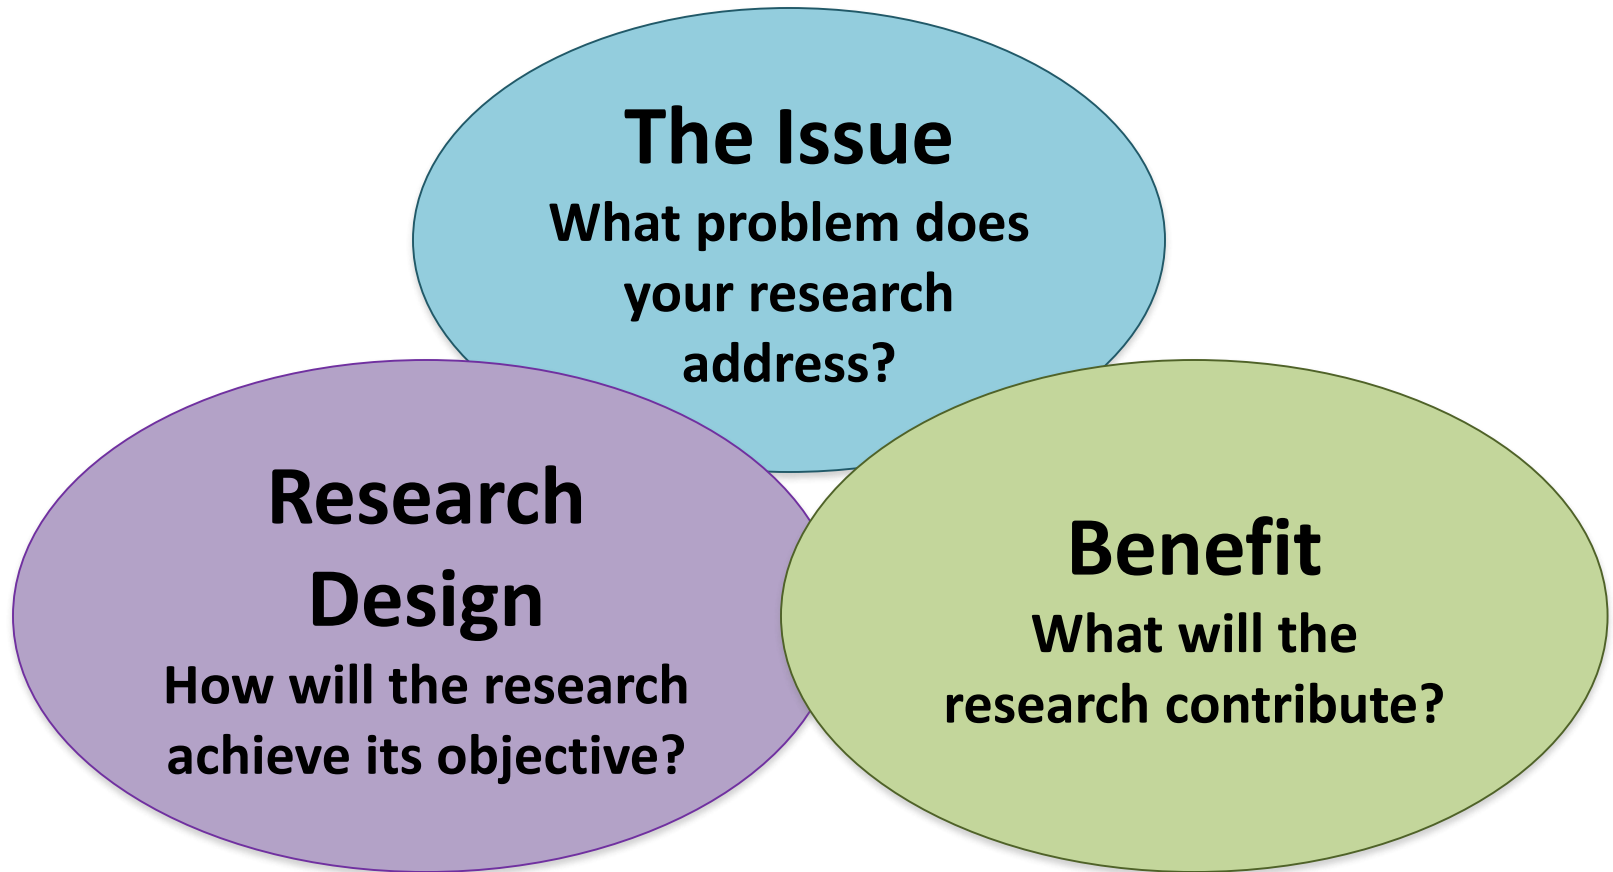 The Issue
What problem does
your research
address?
Research
Design
How will the research
achieve its objective?
Benefit
What will the
research contribute?